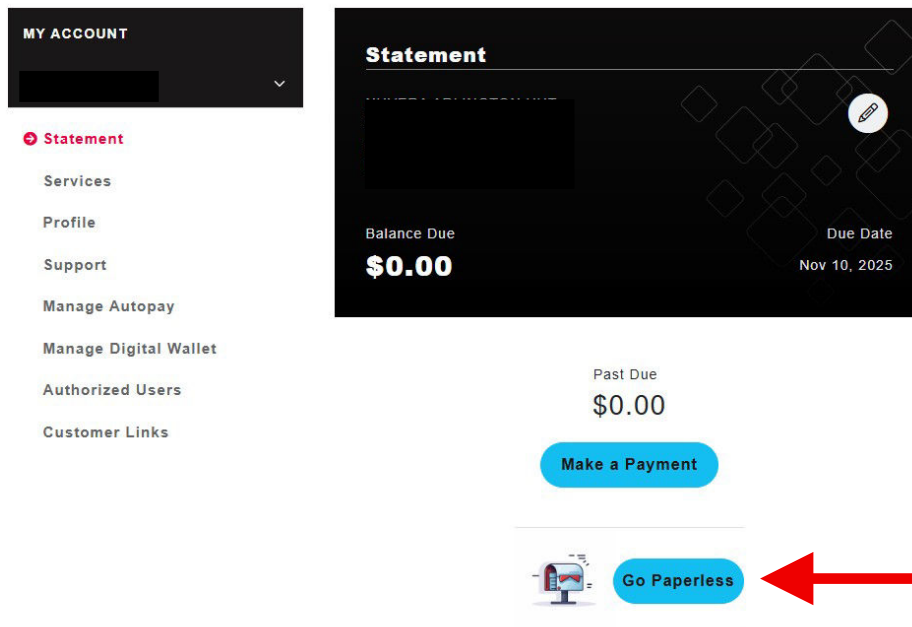 MY ACCOUNT
Statement
Services
Profile
Support
Manage Autopay
Manage Digital Wallet
Authorized Users
Customer Links
Statement
Balance Due
$0.00
Due Date
Nov 10, 2025
Past Due
$0.00
Make a Payment
Go Paperless